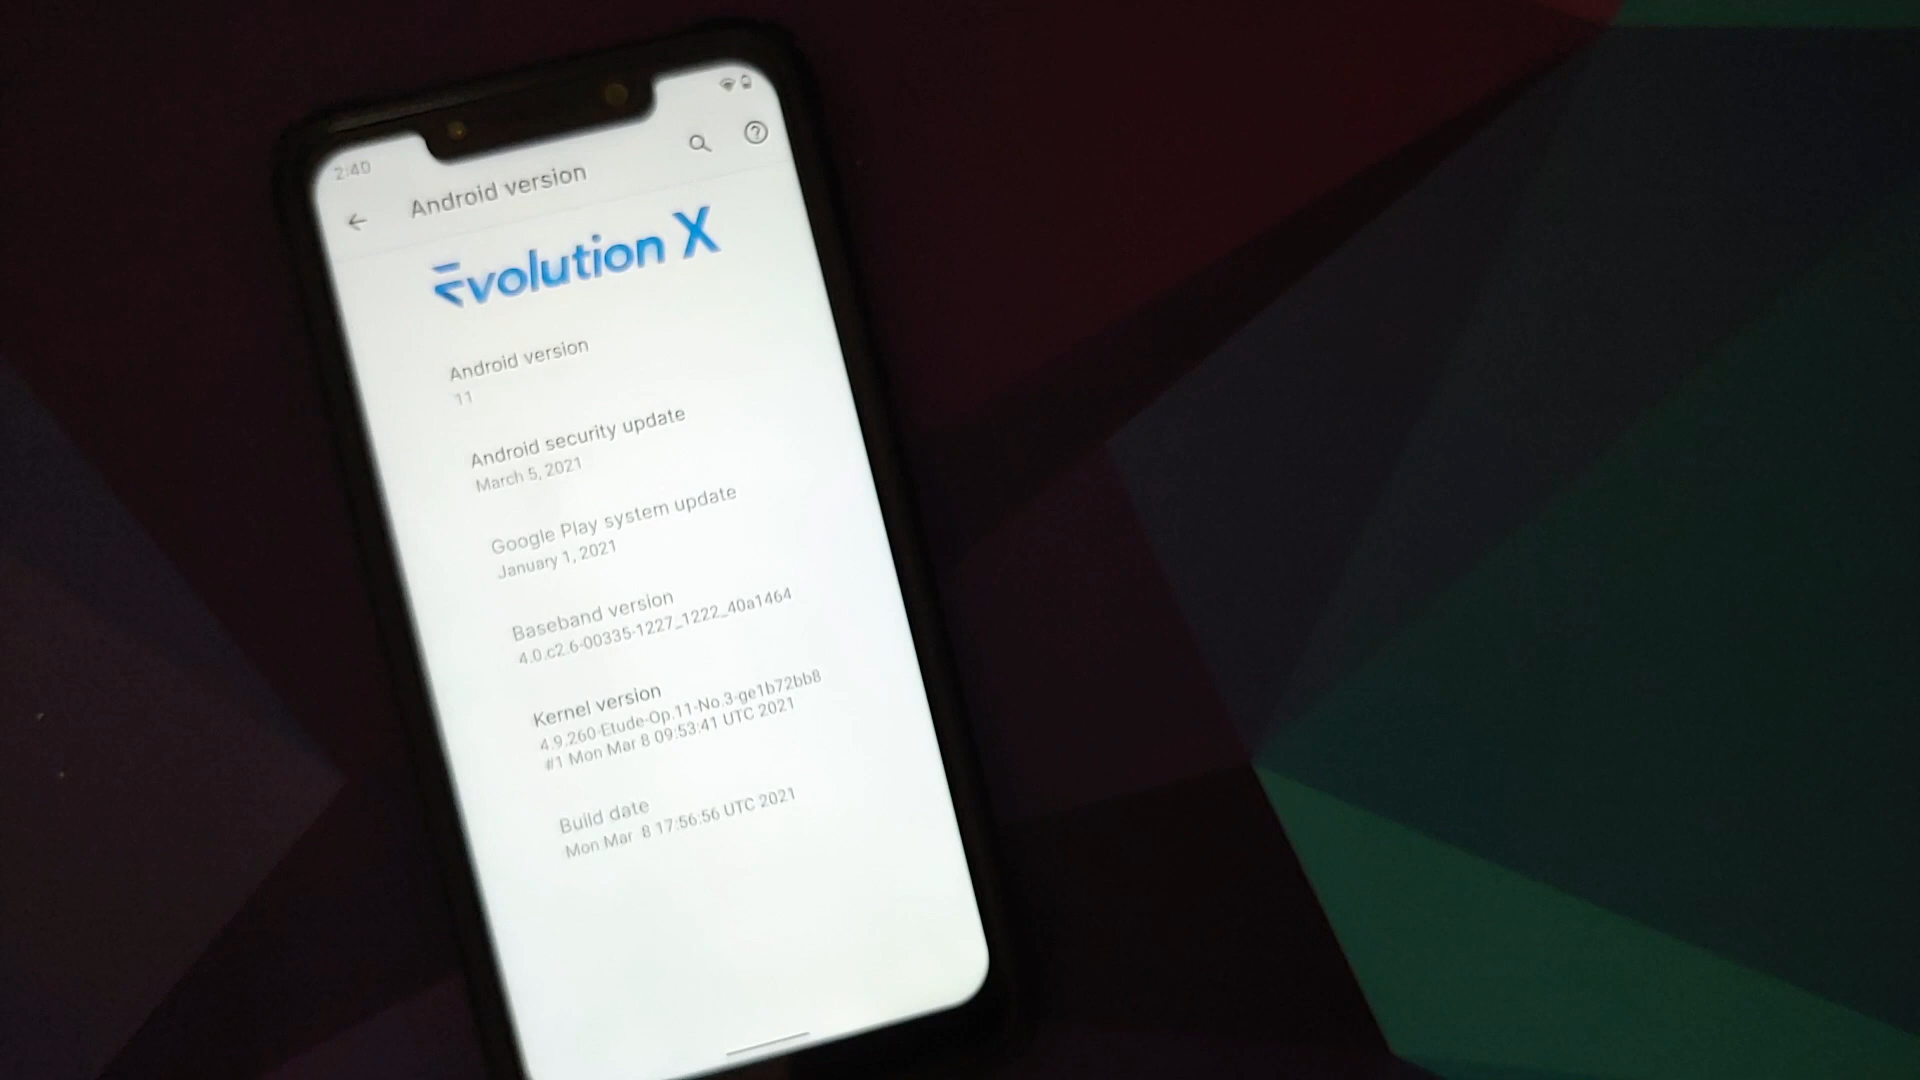 2:40
Android version
Evolution X
Android version
11
Android security update
March 5, 2021
Google Play system update
January 1, 2021
Baseband version
4.0.c2.6-00335-1227_1222_40a1464
Kernel version
4.9.260-Etude-Op.11-No.3-ge1b72bb8
#1 Mon Mar 8 09:53:41 UTC 2021
Build date
Mon Mar 8 17:56:56 UTC 2021